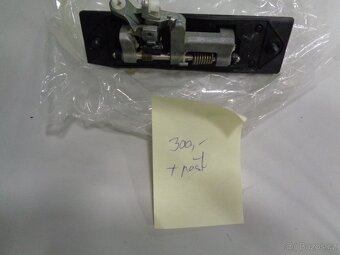 300,-
+ pošt